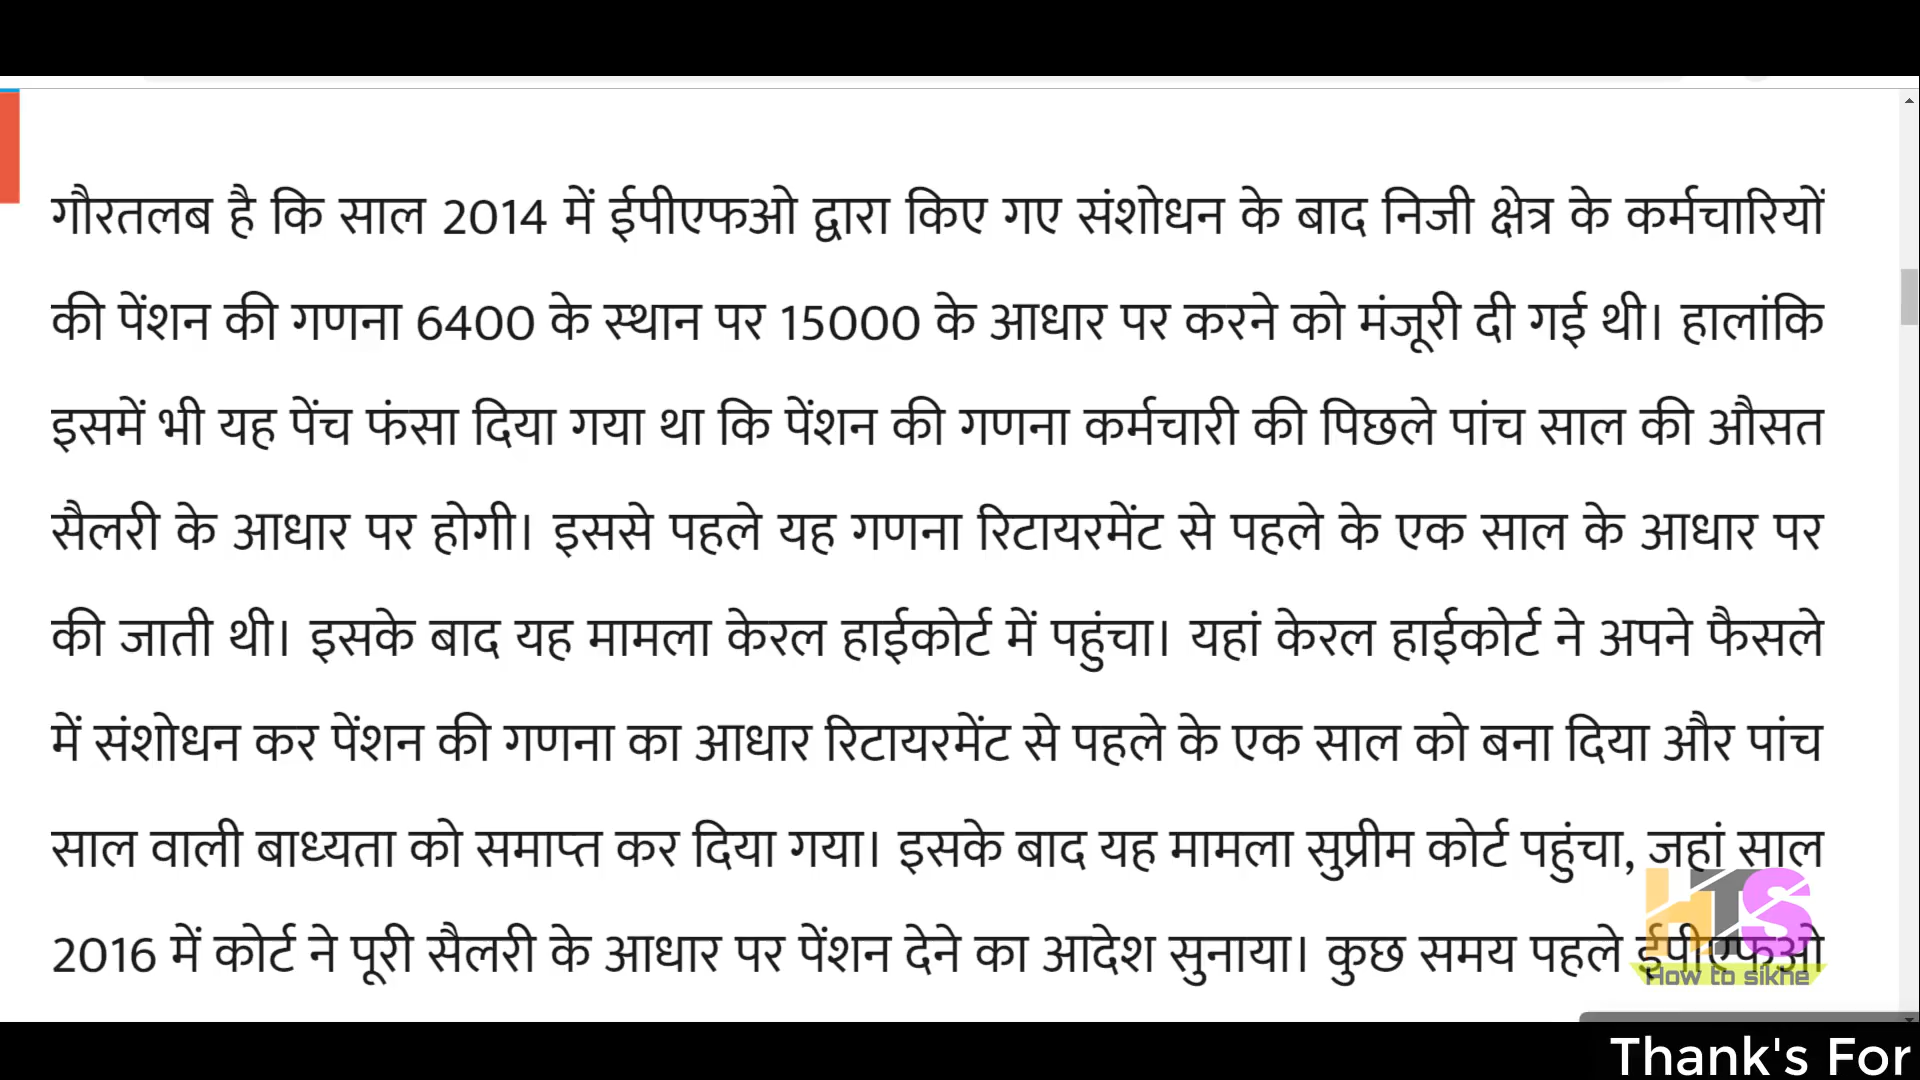 गौरतलब है कि साल 2014 में ईपीएफओ द्वारा किए गए संशोधन के बाद निजी क्षेत्र के कर्मचारियों
की पेंशन की गणना 6400 के स्थान पर 15000 के आधार पर करने को मंजूरी दी गई थी। हालांकि
इसमें भी यह पेंच फंसा दिया गया था कि पेंशन की गणना कर्मचारी की पिछले पांच साल की औसत
सैलरी के आधार पर होगी। इससे पहले यह गणना रिटायरमेंट से पहले के एक साल के आधार पर
की जाती थी। इसके बाद यह मामला केरल हाईकोर्ट में पहुंचा। यहां केरल हाईकोर्ट ने अपने फैसले
में संशोधन कर पेंशन की गणना का आधार रिटायरमेंट से पहले के एक साल को बना दिया और पांच
साल वाली बाध्यता को समाप्त कर दिया गया। इसके बाद यह मामला सुप्रीम कोर्ट पहुंचा, जहां साल
2016 में कोर्ट ने पूरी सैलरी के आधार पर पेंशन देने का आदेश सुनाया। कुछ समय पहले ईपीएफओ
HTS
How to sikhe
Thank's For